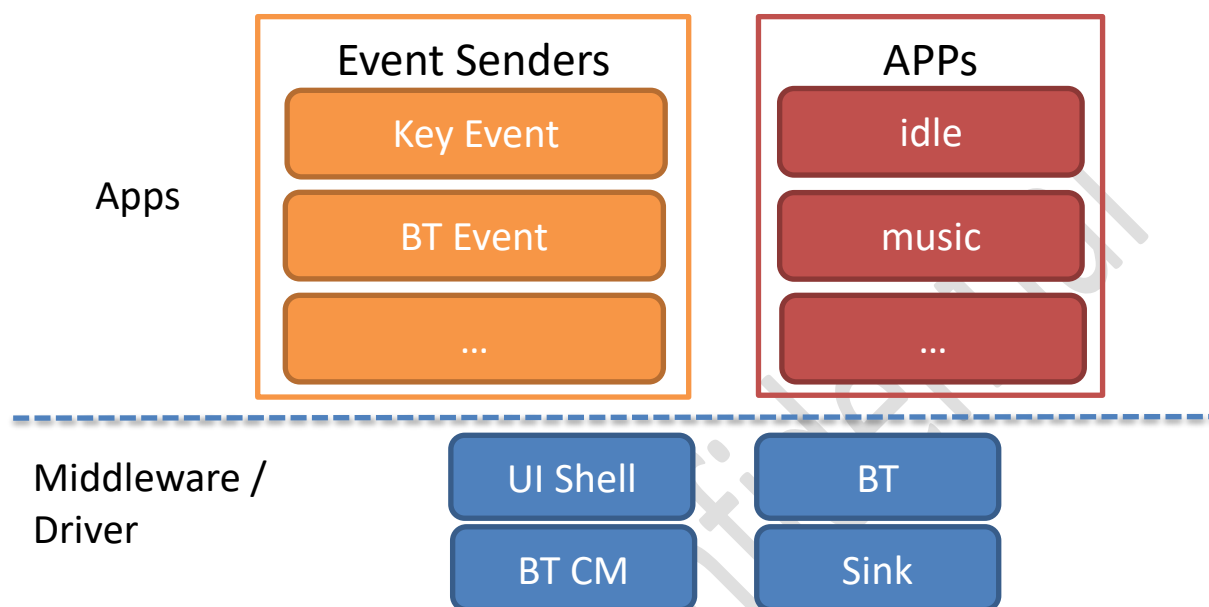 Event Senders
APPs
Key Event
idle
Apps
BT Event
music
...
...
Middleware /
Driver
UI Shell
BT
BT CM
Sink